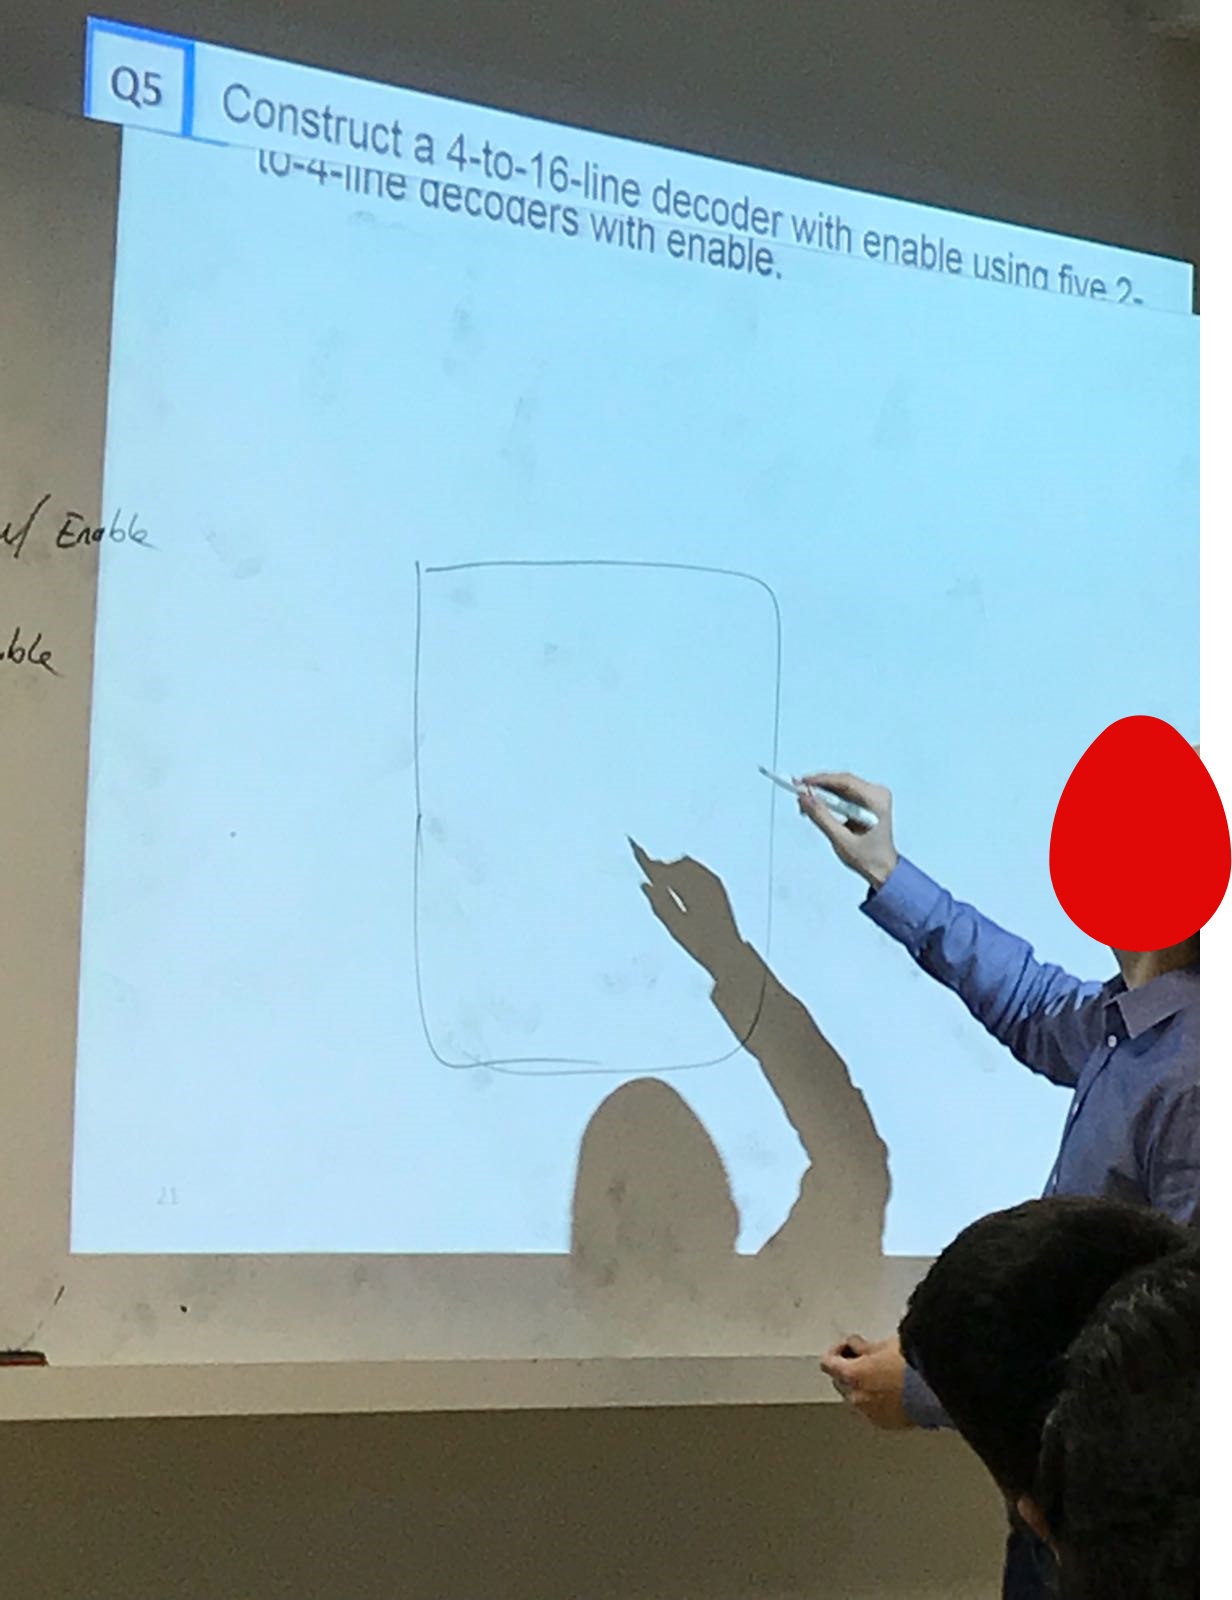 Q5
Construct a 4-to-16-line decoder with enable using five 2-
to-4-line decoders with enable.
w/ Enable
ble
21